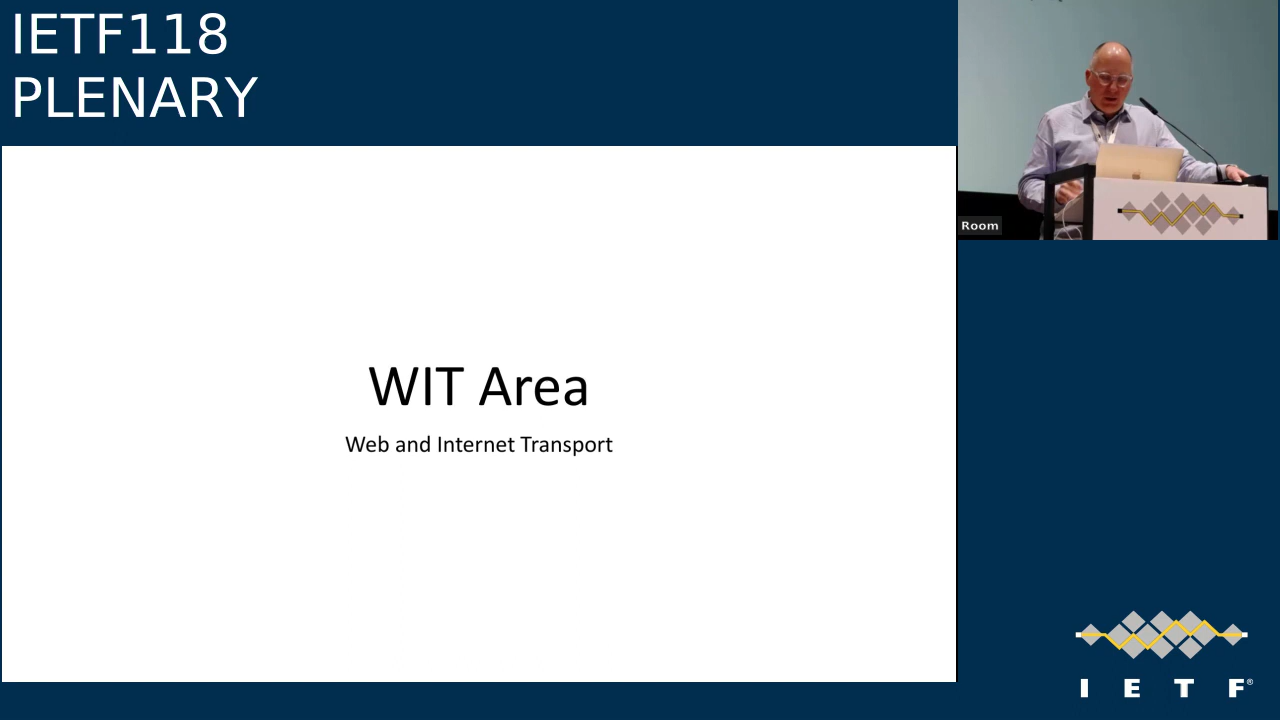 IETF118
PLENARY
Room
WIT Area
Web and Internet Transport
I E T F®